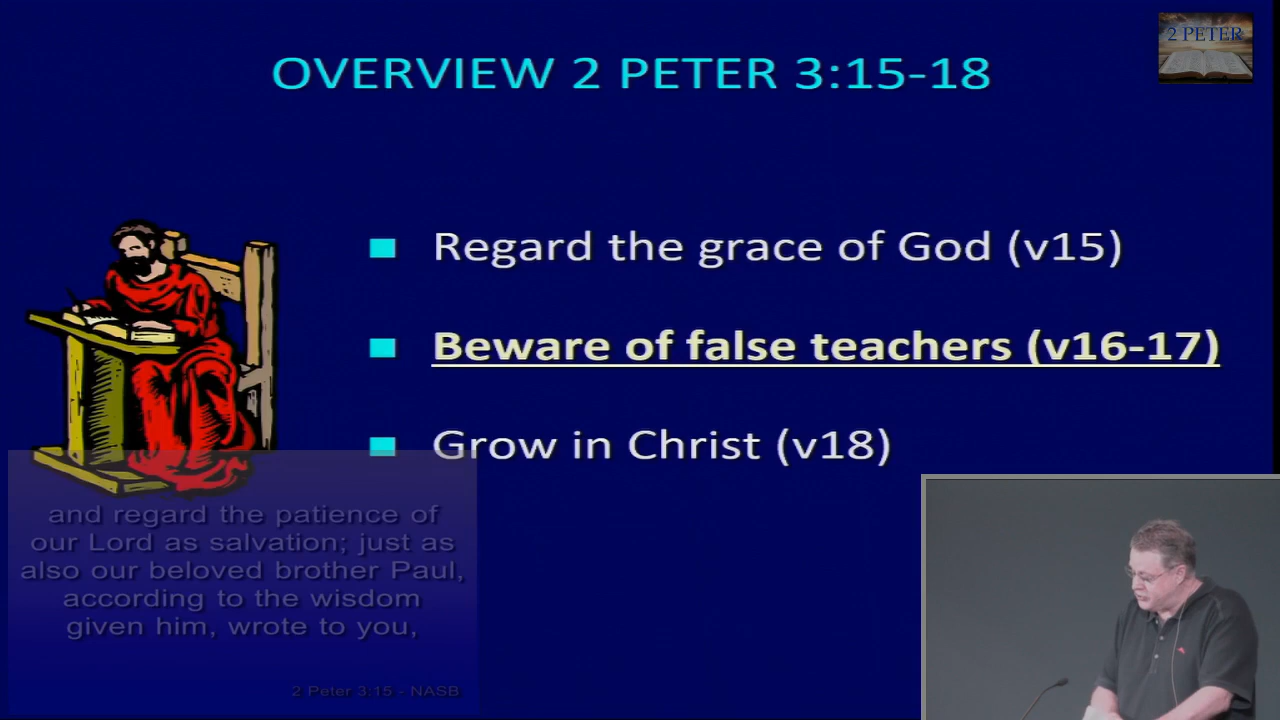 2 PETER
OVERVIEW 2 PETER 3:15-18
Regard the grace of God (v15)
Beware of false teachers (v16-17)
Grow in Christ (v18)
and regard the patience of
our Lord as salvation; just as
also our beloved brother Paul,
according to the wisdom
given him, wrote to you,
2 Peter 3:15 - NASB